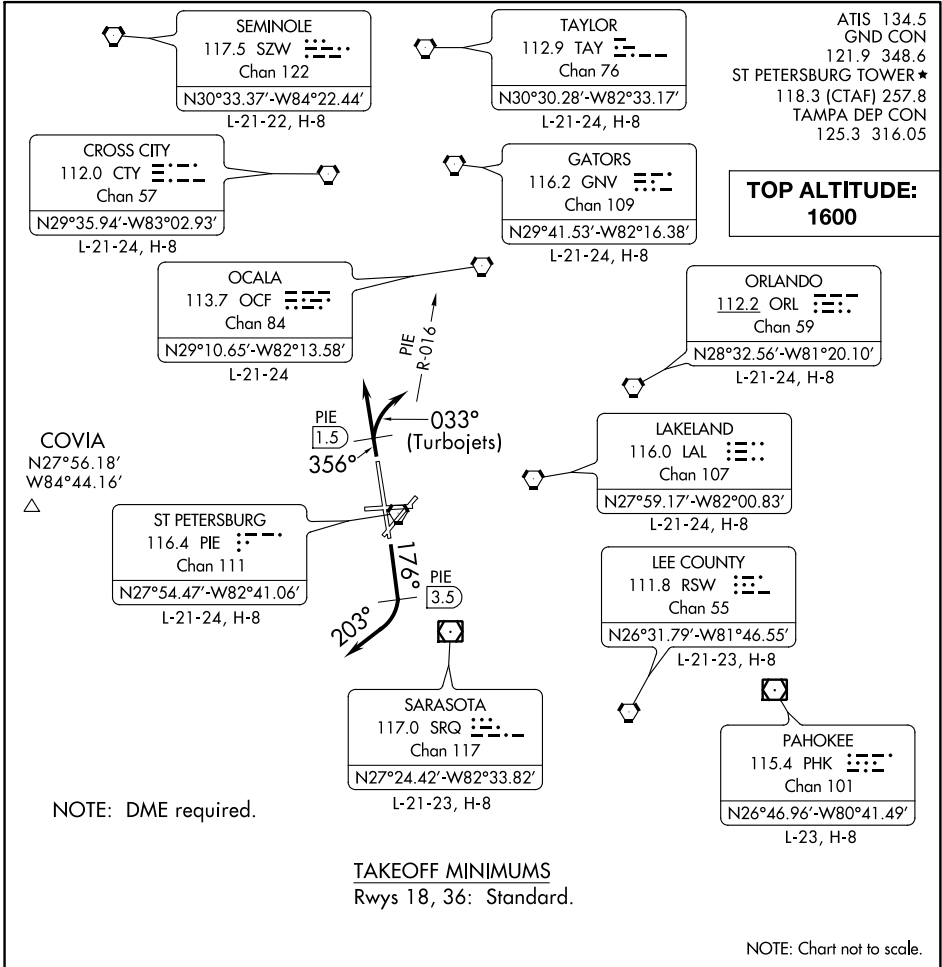 SEMINOLE
117.5 SZW
Chan 122
N30°33.37’-W84°22.44’
L-21-22, H-8
TAYLOR
112.9 TAY
Chan 76
N30°30.28’-W82°33.17’
L-21-24, H-8
ATIS 134.5
GND CON
121.9 348.6
ST PETERSBURG TOWER★
118.3 (CTAF) 257.8
TAMPA DEP CON
125.3 316.05
CROSS CITY
112.0 CTY
Chan 57
N29°35.94’-W83°02.93’
L-21-24, H-8
GATORS
116.2 GNV
Chan 109
N29°41.53’-W82°16.38’
L-21-24, H-8
TOP ALTITUDE:
1600
OCALA
113.7 OCF
Chan 84
N29°10.65’-W82°13.58’
L-21-24
PIE
R-016
ORLANDO
112.2 ORL
Chan 59
N28°32.56’-W81°20.10’
L-21-24, H-8
PIE
1.5
356°
033°
(Turbojets)
COVIA
N27°56.18’
W84°44.16’
LAKELAND
116.0 LAL
Chan 107
N27°59.17’-W82°00.83’
L-21-24, H-8
ST PETERSBURG
116.4 PIE
Chan 111
N27°54.47’-W82°41.06’
L-21-24, H-8
176°
PIE
3.5
203°
LEE COUNTY
111.8 RSW
Chan 55
N26°31.79’-W81°46.55’
L-21-23, H-8
SARASOTA
117.0 SRQ
Chan 117
N27°24.42’-W82°33.82’
L-21-23, H-8
PAHOKEE
115.4 PHK
Chan 101
N26°46.96’-W80°41.49’
L-23, H-8
NOTE: DME required.
TAKEOFF MINIMUMS
Rwys 18, 36: Standard.
NOTE: Chart not to scale.